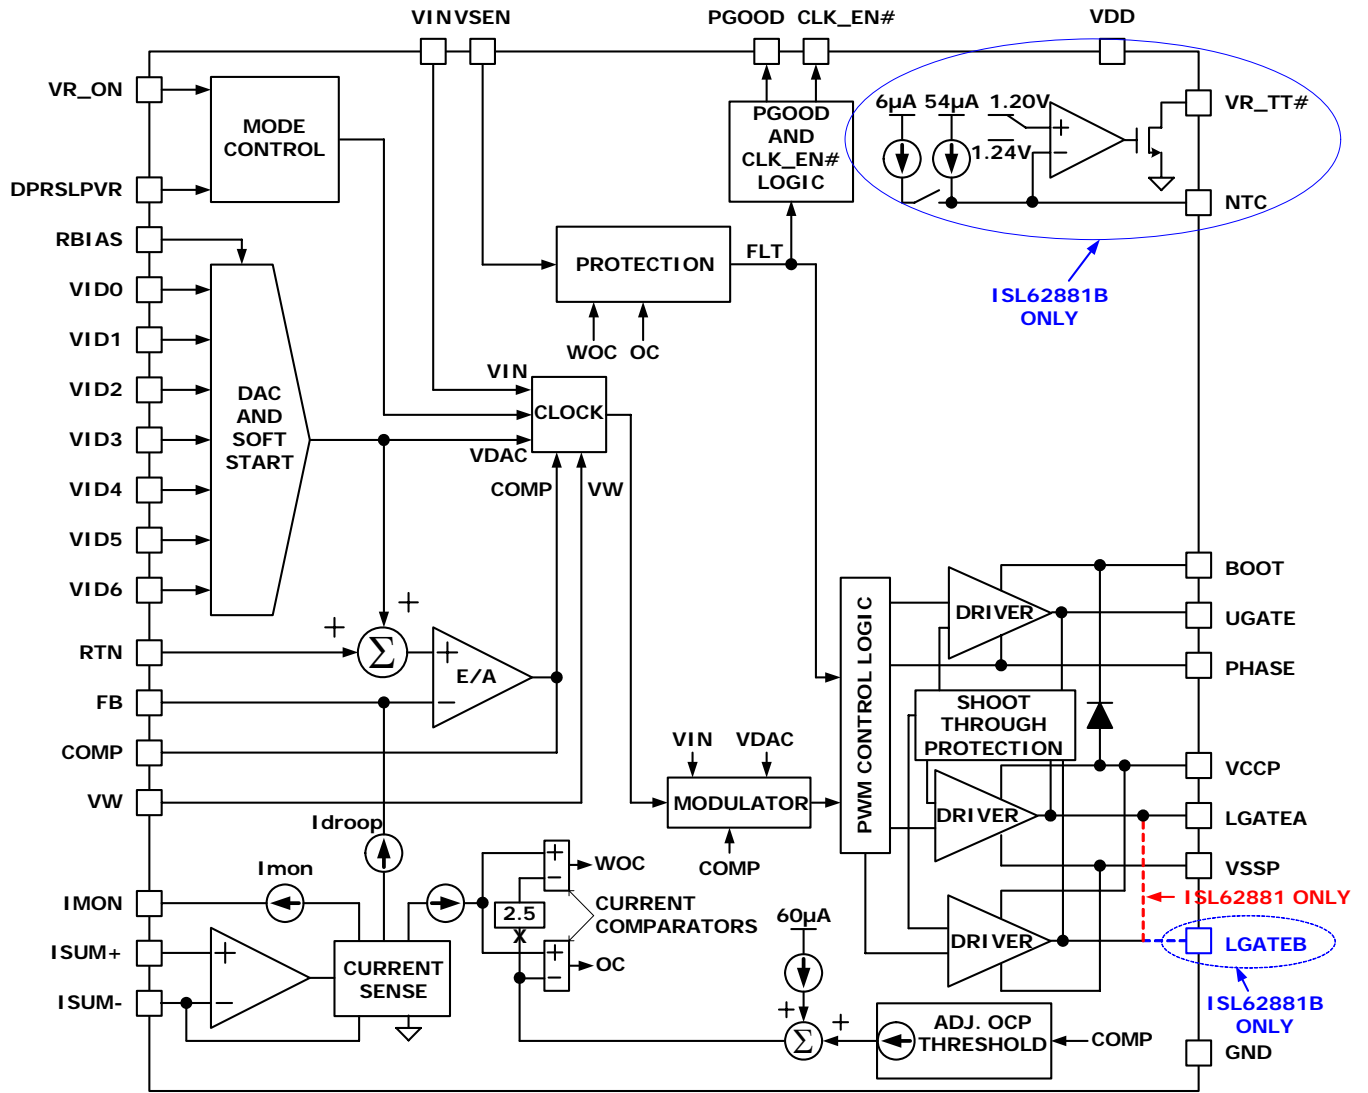 VIN VSEN
PGOOD CLK_EN#
VDD
VR_ON
MODE
CONTROL
DPRSLPVR
RBIAS
VID0
VID1
VID2
VID3
VID4
VID5
VID6
DAC
AND
SOFT
START
PGOOD
AND
CLK_EN#
LOGIC
6µA 54µA 1.20V
+
−
1.24V
VR_TT#
NTC
ISL62881B
ONLY
PROTECTION
FLT
WOC OC
VIN
CLOCK
VDAC
COMP VW
RTN
+
+
Σ
+
E/A
−
FB
COMP
VW
Idroop
Imon
IMON
ISUM+
ISUM-
+
−
CURRENT
SENSE
+
−
WOC
2.5
X
CURRENT
COMPARATORS
+
−
OC
VIN VDAC
MODULATOR
COMP
60µA
+
+
Σ
ADJ. OCP
THRESHOLD
COMP
PWM CONTROL LOGIC
DRIVER
SHOOT
THROUGH
PROTECTION
DRIVER
DRIVER
BOOT
UGATE
PHASE
VCCP
LGATEA
VSSP
ISL62881 ONLY
LGATEB
ISL62881B
ONLY
GND